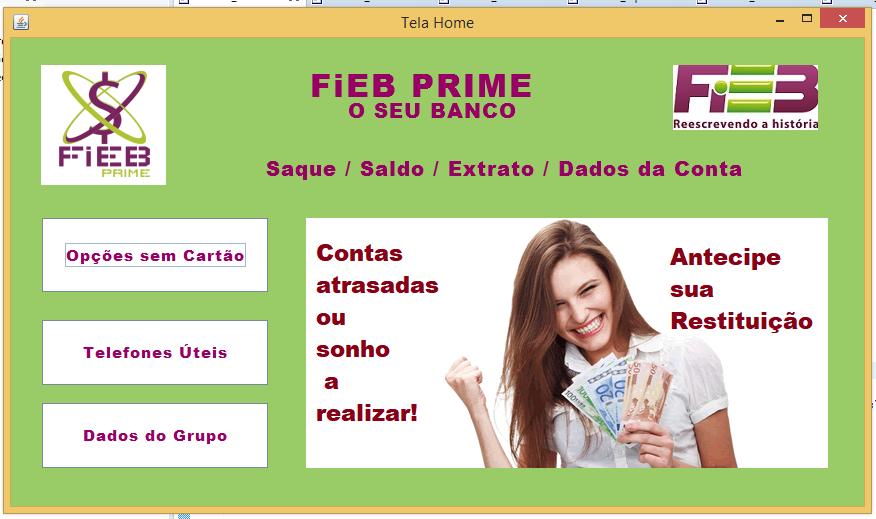 Tela Home
FiEB PRIME
O SEU BANCO
FiEB
PRIME
FiEB
Reescrevendo a história
Saque / Saldo / Extrato / Dados da Conta
Opções sem Cartão
Telefones Úteis
Dados do Grupo
Contas
atrasadas
ou
sonho
a
realizar!
Antecipe
sua
Restituição